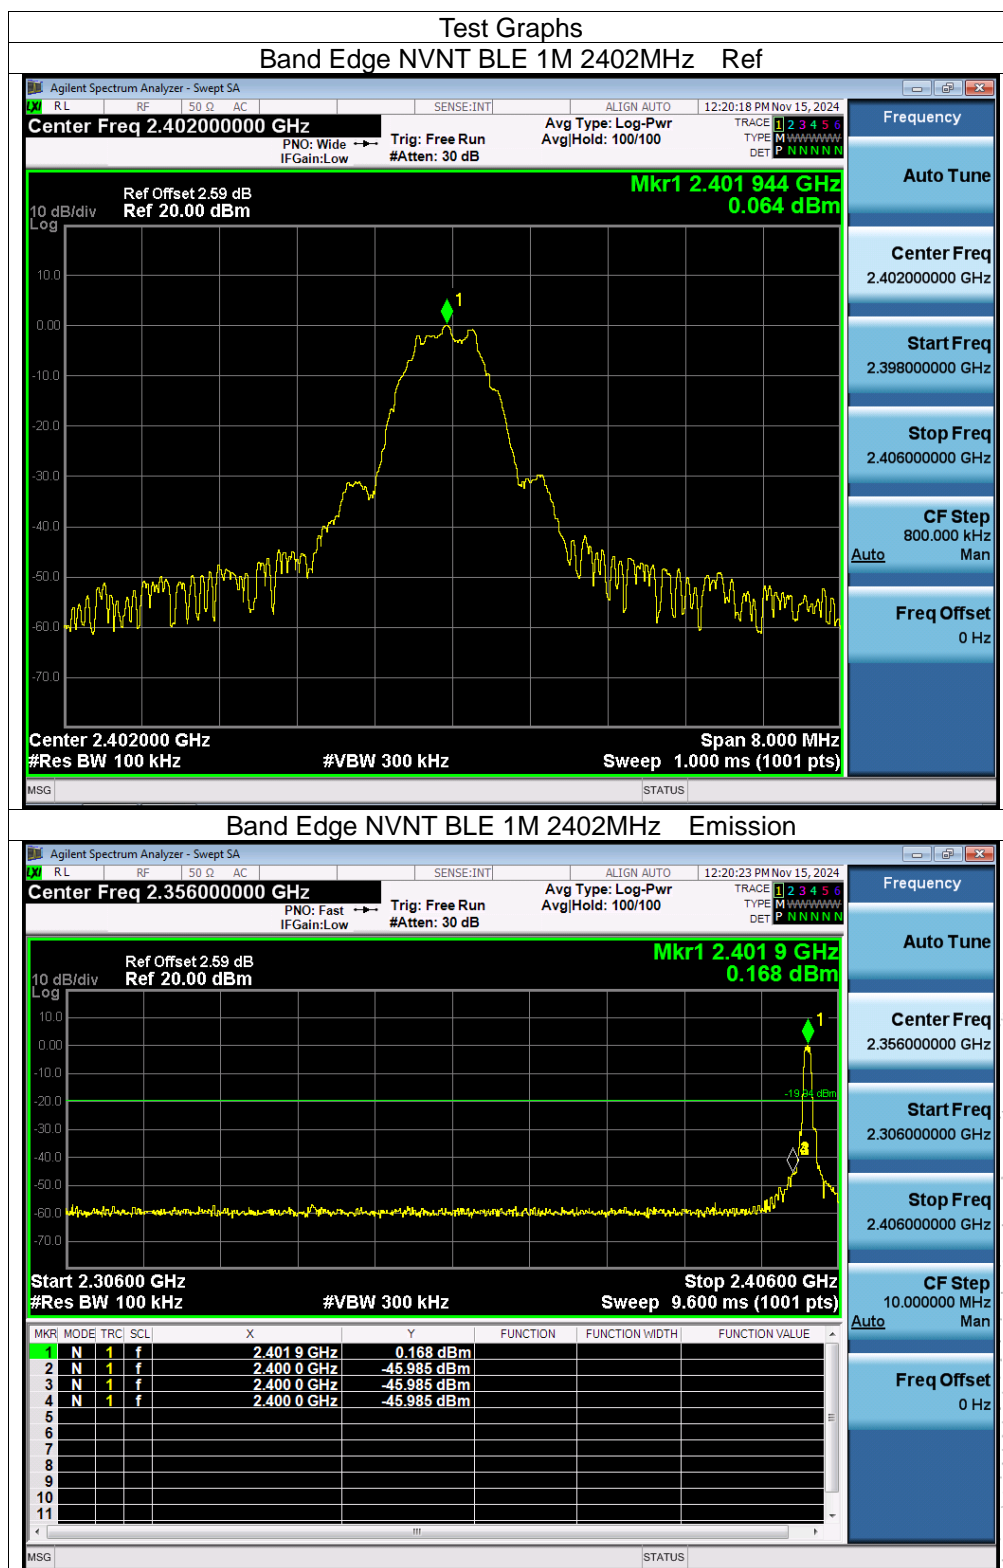 Test Graphs
Band Edge NVNT BLE 1M 2402MHz Ref
Agilent Spectrum Analyzer - Swept SA
LXI RL RF 50 Ω AC SENSE:INT ALIGN AUTO 12:20:18 PM Nov 15, 2024
Center Freq 2.402000000 GHz
PNO: Wide
IFGain:Low
Trig: Free Run
#Atten: 30 dB
Avg Type: Log-Pwr
Avg|Hold: 100/100
TRACE 1 2 3 4 5 6
TYPE M W W W W W
DET P N N N N N
Frequency
Auto Tune
Center Freq
2.402000000 GHz
Start Freq
2.398000000 GHz
Stop Freq
2.406000000 GHz
CF Step
800.000 kHz
Auto Man
Freq Offset
0 Hz
Mkr1 2.401 944 GHz
0.064 dBm
Ref Offset 2.59 dB
10 dB/div Ref 20.00 dBm
Log
10.0
0.00
-10.0
-20.0
-30.0
-40.0
-50.0
-60.0
-70.0
1
Center 2.402000 GHz Span 8.000 MHz
#Res BW 100 kHz #VBW 300 kHz Sweep 1.000 ms (1001 pts)
MSG STATUS
Band Edge NVNT BLE 1M 2402MHz Emission
Agilent Spectrum Analyzer - Swept SA
LXI RL RF 50 Ω AC SENSE:INT ALIGN AUTO 12:20:23 PM Nov 15, 2024
Center Freq 2.356000000 GHz
PNO: Fast
IFGain:Low
Trig: Free Run
#Atten: 30 dB
Avg Type: Log-Pwr
Avg|Hold: 100/100
TRACE 1 2 3 4 5 6
TYPE M W W W W W
DET P N N N N N
Frequency
Auto Tune
Center Freq
2.356000000 GHz
Start Freq
2.306000000 GHz
Stop Freq
2.406000000 GHz
CF Step
10.000000 MHz
Auto Man
Freq Offset
0 Hz
Mkr1 2.401 9 GHz
0.168 dBm
Ref Offset 2.59 dB
10 dB/div Ref 20.00 dBm
Log
10.0
0.00
-10.0
-20.0
-30.0
-40.0
-50.0
-60.0
-70.0
1
-19.94 dBm
Start 2.30600 GHz Stop 2.40600 GHz
#Res BW 100 kHz #VBW 300 kHz Sweep 9.600 ms (1001 pts)
MKR MODE TRC SCL X Y FUNCTION FUNCTION WIDTH FUNCTION VALUE
1 N 1 f 2.401 9 GHz 0.168 dBm
2 N 1 f 2.400 0 GHz -45.985 dBm
3 N 1 f 2.400 0 GHz -45.985 dBm
4 N 1 f 2.400 0 GHz -45.985 dBm
5
6
7
8
9
10
11
MSG STATUS